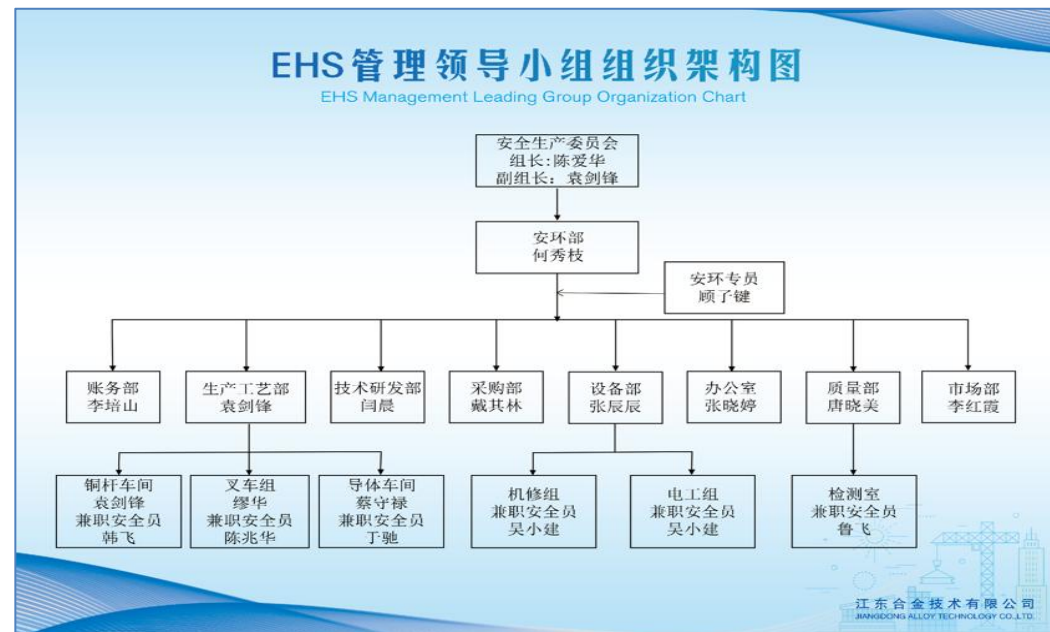 EHS管理领导小组组织架构图
EHS Management Leading Group Organization Chart
安全生产委员会
组长:陈爱华
副组长：袁剑锋
安环部
何秀枝
安环专员
顾子键
账务部
李培山
生产工艺部
袁剑锋
技术研发部
闫晨
采购部
戴其林
设备部
张辰辰
办公室
张晓婷
质量部
唐晓美
市场部
李红霞
铜杆车间
袁剑锋
兼职安全员
韩飞
叉车组
缪华
兼职安全员
陈兆华
导体车间
蔡守禄
兼职安全员
丁驰
机修组
兼职安全员
吴小建
电工组
兼职安全员
吴小建
检测室
兼职安全员
鲁飞
江东合金技术有限公司
JIANGDONG ALLOY TECHNOLOGY CO.,LTD.